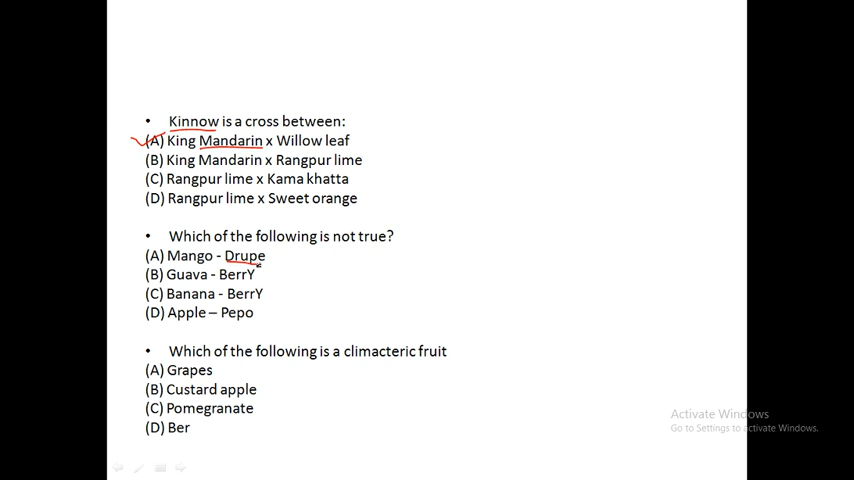 • Kinnow is a cross between:
(A) King Mandarin x Willow leaf
(B) King Mandarin x Rangpur lime
(C) Rangpur lime x Kama khatta
(D) Rangpur lime x Sweet orange
• Which of the following is not true?
(A) Mango - Drupe
(B) Guava - BerrY
(C) Banana - BerrY
(D) Apple – Pepo
• Which of the following is a climacteric fruit
(A) Grapes
(B) Custard apple
(C) Pomegranate
(D) Ber
Activate Windows
Go to Settings to activate Windows.